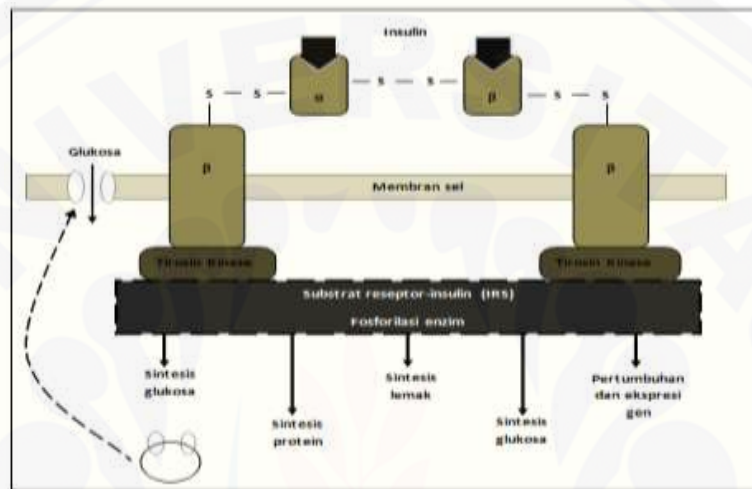 Insulin
S — S — α — S — S — β — S — S
Glukosa
β
β
Membran sel
Tirosin Kinase
Tirosin Kinase
Substrat reseptor-insulin (IRS)
Fosforilasi enzim
Sintesis
glukosa
Sintesis
protein
Sintesis
lemak
Sintesis
glukosa
Pertumbuhan
dan ekspresi
gen